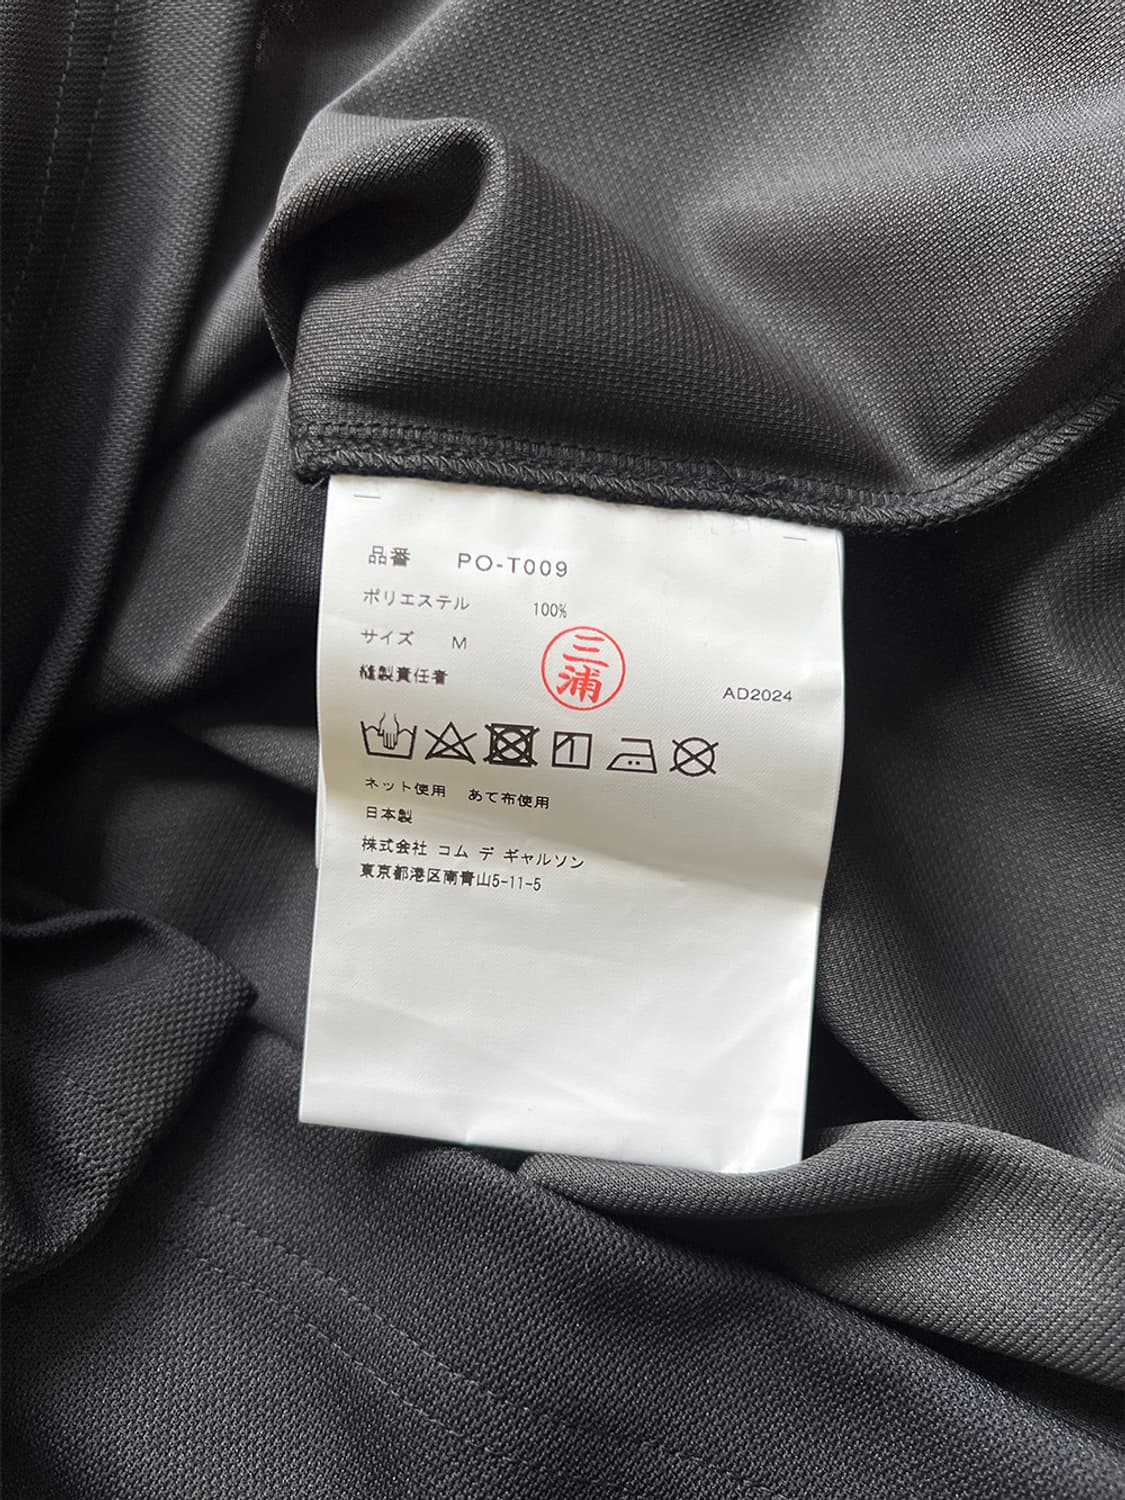 品番 PO-T009
ポリエステル 100%
サイズ M
縫製責任者 三浦
AD2024
ネット使用 あて布使用
日本製
株式会社 コム デ ギャルソン
東京都港区南青山5-11-5